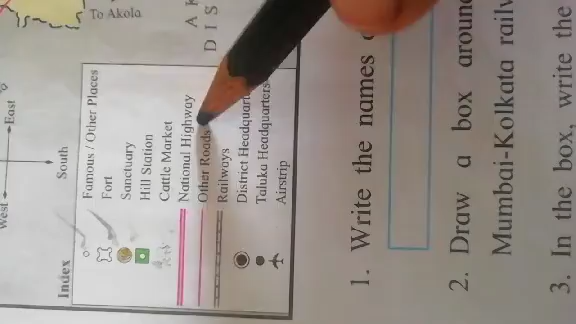 To Akola
A K
D I S
West
East
South
Index
Famous / Other Places
Fort
Sanctuary
Hill Station
Cattle Market
National Highway
Other Roads
Railways
District Headquart
Taluka Headquarters
Airstrip
1. Write the names
2. Draw a box around
Mumbai-Kolkata railw
3. In the box, write the